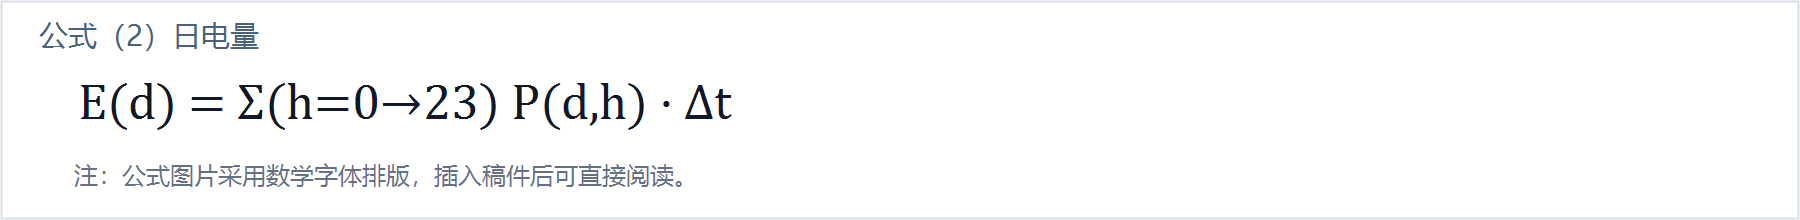 公式（2）日电量
E(d) = Σ(h=0→23) P(d,h) · Δt
注：公式图片采用数学字体排版，插入稿件后可直接阅读。